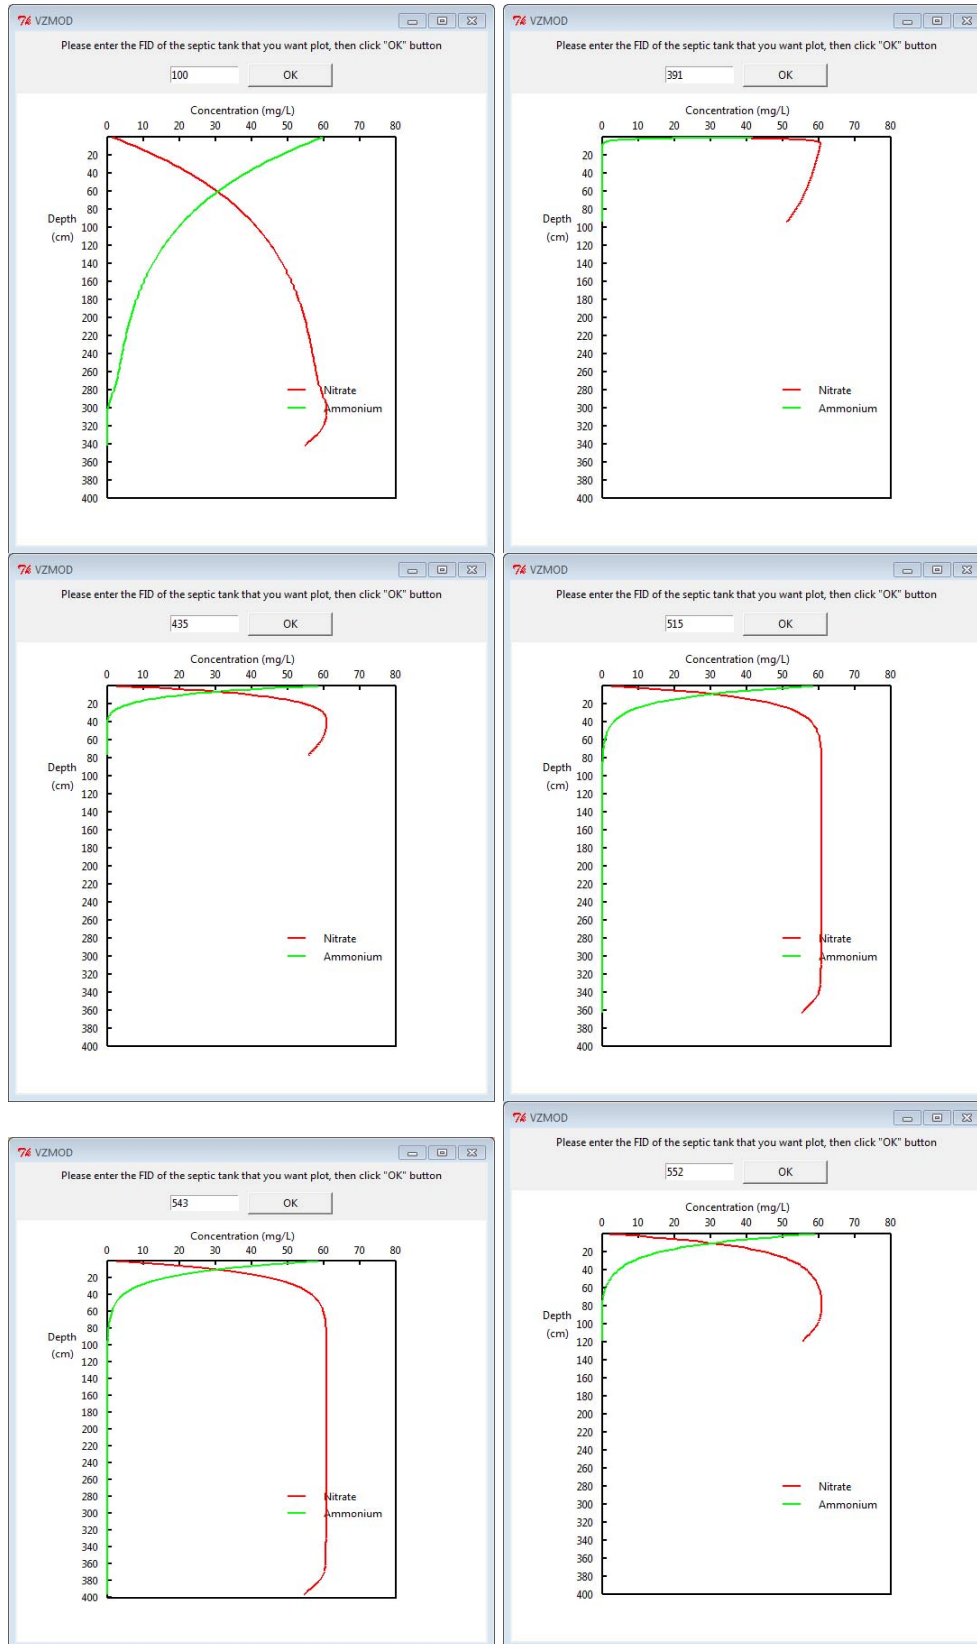 VZMOD
Please enter the FID of the septic tank that you want plot, then click "OK" button
100 OK
Concentration (mg/L)
0 10 20 30 40 50 60 70 80
20
40
60
80
Depth
100
(cm)
120
140
160
180
200
220
240
260
280
Nitrate
300
Ammonium
320
340
360
380
400
VZMOD
Please enter the FID of the septic tank that you want plot, then click "OK" button
391 OK
Concentration (mg/L)
0 10 20 30 40 50 60 70 80
20
40
60
80
Depth
100
(cm)
120
140
160
180
200
220
240
260
280
Nitrate
300
Ammonium
320
340
360
380
400
VZMOD
Please enter the FID of the septic tank that you want plot, then click "OK" button
435 OK
Concentration (mg/L)
0 10 20 30 40 50 60 70 80
20
40
60
80
Depth
100
(cm)
120
140
160
180
200
220
240
260
280
Nitrate
300
Ammonium
320
340
360
380
400
VZMOD
Please enter the FID of the septic tank that you want plot, then click "OK" button
515 OK
Concentration (mg/L)
0 10 20 30 40 50 60 70 80
20
40
60
80
Depth
100
(cm)
120
140
160
180
200
220
240
260
280
Nitrate
300
Ammonium
320
340
360
380
400
VZMOD
Please enter the FID of the septic tank that you want plot, then click "OK" button
543 OK
Concentration (mg/L)
0 10 20 30 40 50 60 70 80
20
40
60
80
Depth
100
(cm)
120
140
160
180
200
220
240
260
280
Nitrate
300
Ammonium
320
340
360
380
400
VZMOD
Please enter the FID of the septic tank that you want plot, then click "OK" button
552 OK
Concentration (mg/L)
0 10 20 30 40 50 60 70 80
20
40
60
80
Depth
100
(cm)
120
140
160
180
200
220
240
260
280
Nitrate
300
Ammonium
320
340
360
380
400